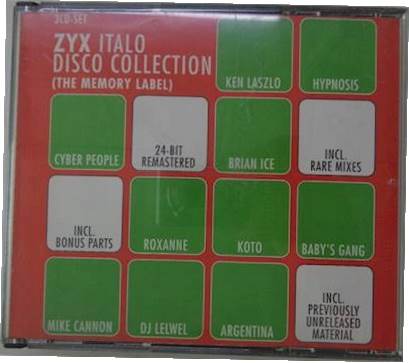 3CD-SET
ZYX ITALO
DISCO COLLECTION
(THE MEMORY LABEL)
KEN LASZLO
HYPNOSIS
CYBER PEOPLE
24-BIT
REMASTERED
BRIAN ICE
INCL.
RARE MIXES
INCL.
BONUS PARTS
ROXANNE
KOTO
BABY'S GANG
MIKE CANNON
DJ LELWEL
ARGENTINA
INCL.
PREVIOUSLY
UNRELEASED
MATERIAL